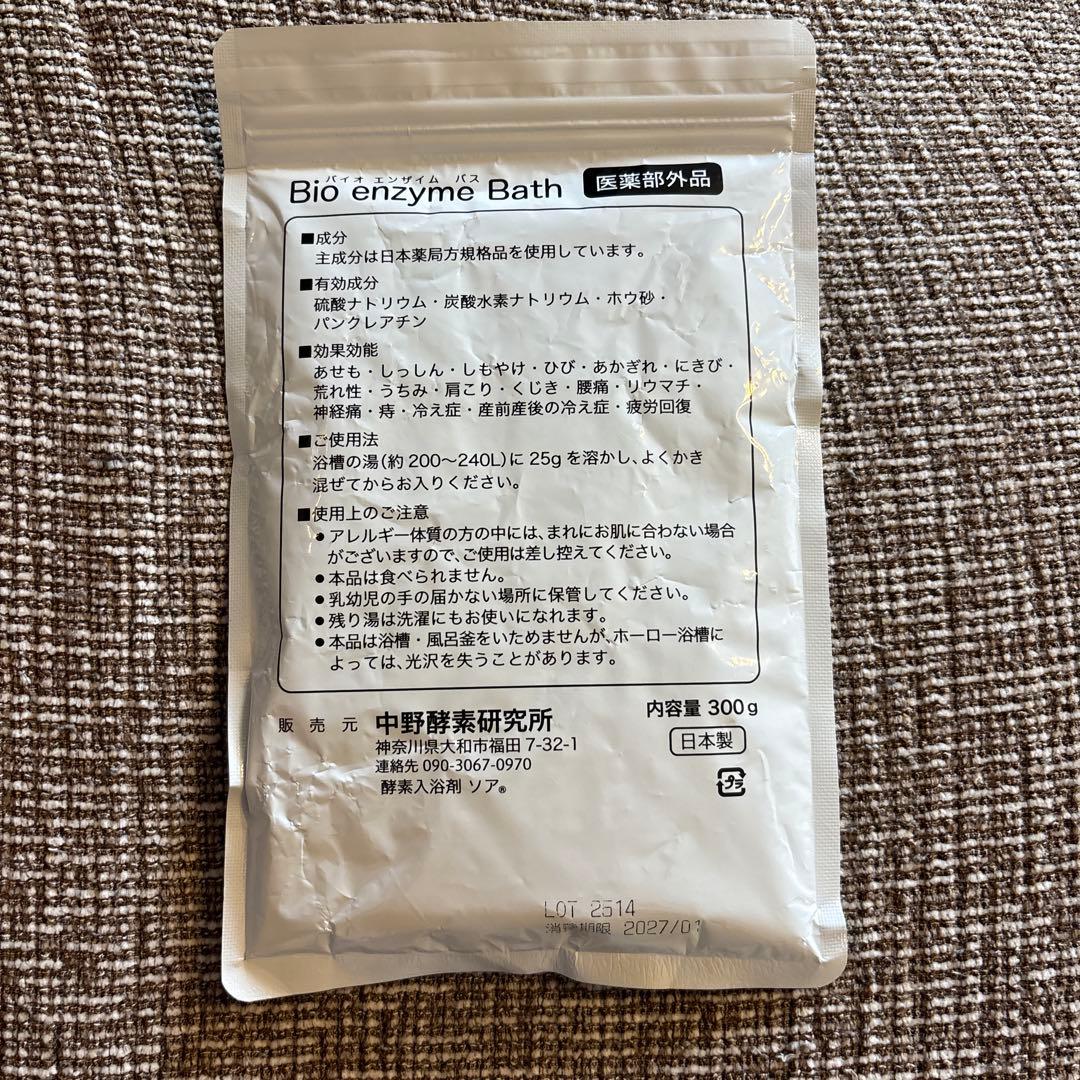 バイオ エンザイム バス
Bio enzyme Bath 医薬部外品
■成分
主成分は日本薬局方規格品を使用しています。
■有効成分
硫酸ナトリウム・炭酸水素ナトリウム・ホウ砂・
パンクレアチン
■効果効能
あせも・しっしん・しもやけ・ひび・あかぎれ・にきび・
荒れ性・うちみ・肩こり・くじき・腰痛・リウマチ・
神経痛・痔・冷え症・産前産後の冷え症・疲労回復
■ご使用法
浴槽の湯(約200〜240L)に25gを溶かし、よくかき
混ぜてからお入りください。
■使用上のご注意
●アレルギー体質の方の中には、まれにお肌に合わない場合
がございますので、ご使用は差し控えてください。
●本品は食べられません。
●乳幼児の手の届かない場所に保管してください。
●残り湯は洗濯にもお使いになれます。
●本品は浴槽・風呂釜をいためませんが、ホーロー浴槽に
よっては、光沢を失うことがあります。
販売元 中野酵素研究所 内容量 300g
神奈川県大和市福田 7-32-1 日本製
連絡先 090-3067-0970
酵素入浴剤 ソア® プラ
LOT 2514
消費期限 2027/01